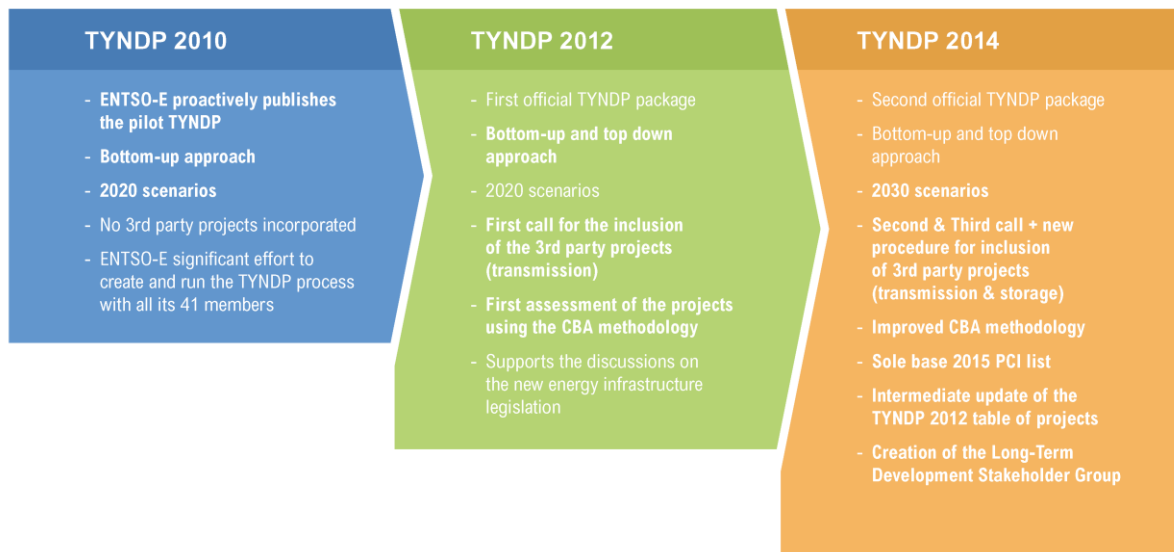 TYNDP 2010
- ENTSO-E proactively publishes
the pilot TYNDP
- Bottom-up approach
- 2020 scenarios
- No 3rd party projects incorporated
- ENTSO-E significant effort to
create and run the TYNDP process
with all its 41 members
TYNDP 2012
- First official TYNDP package
- Bottom-up and top down
approach
- 2020 scenarios
- First call for the inclusion
of the 3rd party projects
(transmission)
- First assessment of the projects
using the CBA methodology
- Supports the discussions on
the new energy infrastructure
legislation
TYNDP 2014
- Second official TYNDP package
- Bottom-up and top down
approach
- 2030 scenarios
- Second & Third call + new
procedure for inclusion
of 3rd party projects
(transmission & storage)
- Improved CBA methodology
- Sole base 2015 PCI list
- Intermediate update of the
TYNDP 2012 table of projects
- Creation of the Long-Term
Development Stakeholder Group